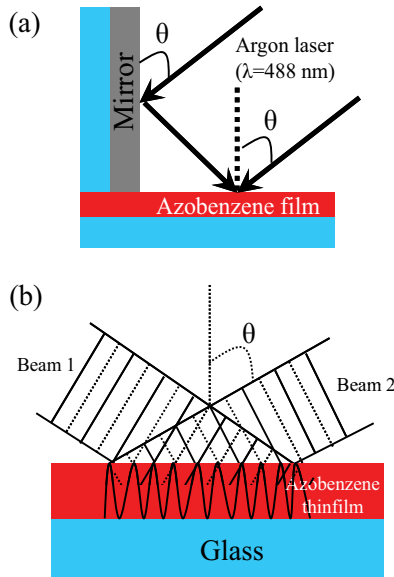 (a)
θ
Argon laser
(λ=488 nm)
Mirror
θ
Azobenzene film
(b)
θ
Beam 1
Beam 2
Azobenzene
thinfilm
Glass